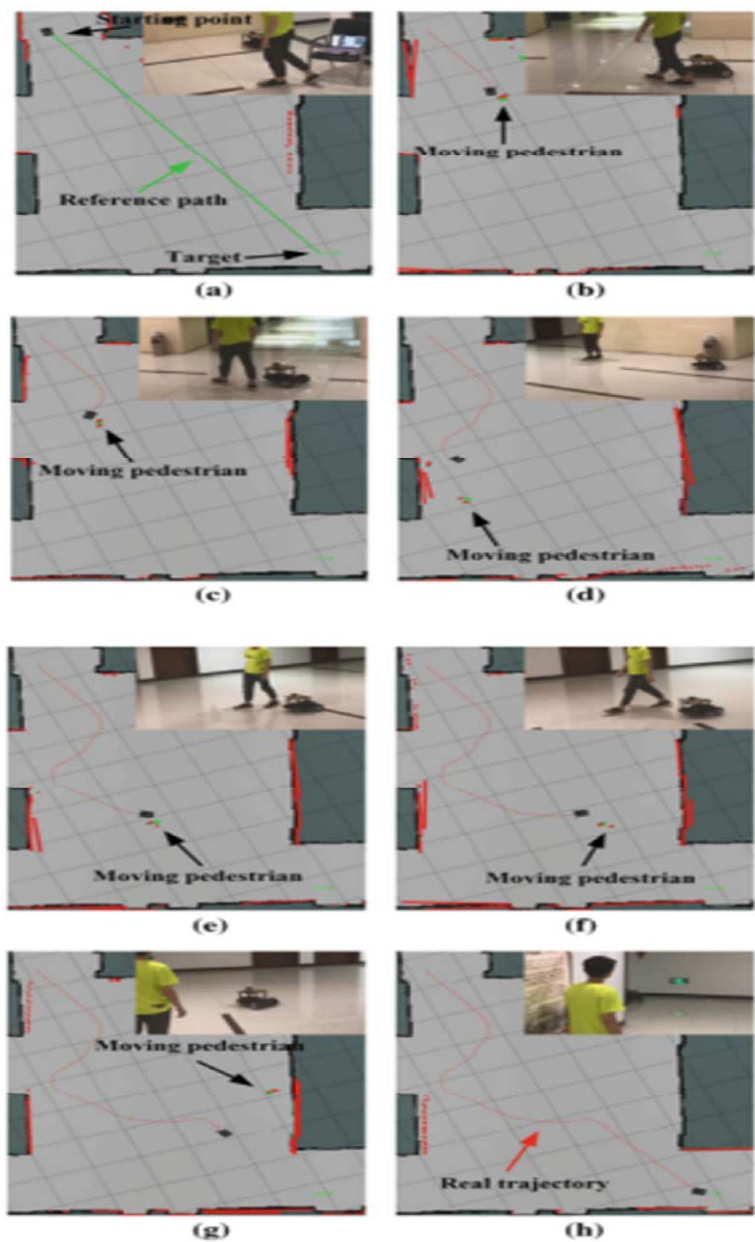 Starting point
Moving pedestrian
Reference path
Target
(a)
(b)
Moving pedestrian
Moving pedestrian
(c)
(d)
Moving pedestrian
Moving pedestrian
(e)
(f)
Moving pedestrian
Real trajectory
(g)
(h)